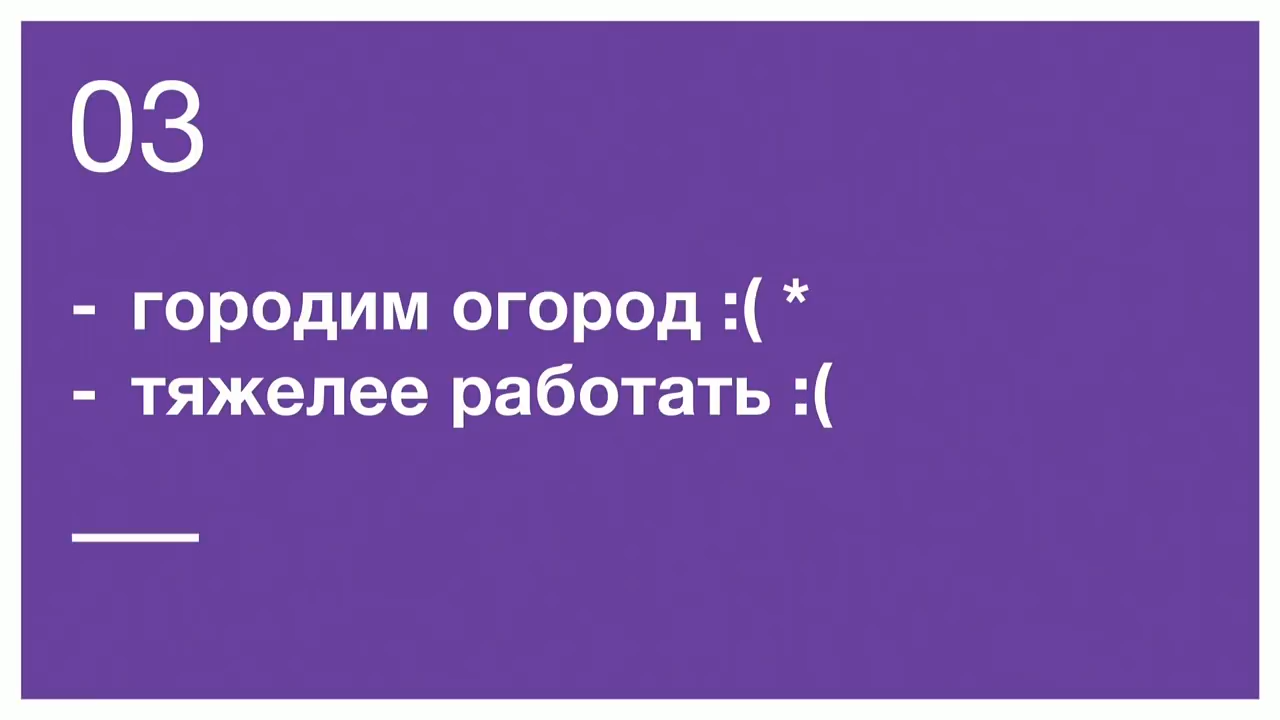 03
- городим огород :( *
- тяжелее работать :(